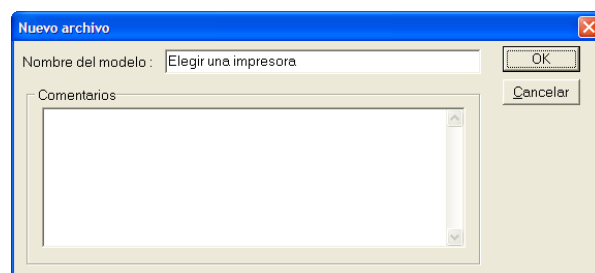 Nuevo archivo
Nombre del modelo : Elegir una impresora
OK
Comentarios
Cancelar